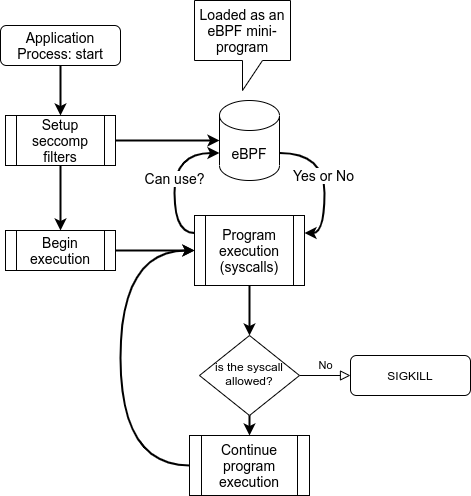 Application
Process: start
Loaded as an
eBPF mini-
program
Setup
seccomp
filters
eBPF
Can use?
Yes or No
Begin
execution
Program
execution
(syscalls)
is the syscall
allowed?
No
SIGKILL
Continue
program
execution